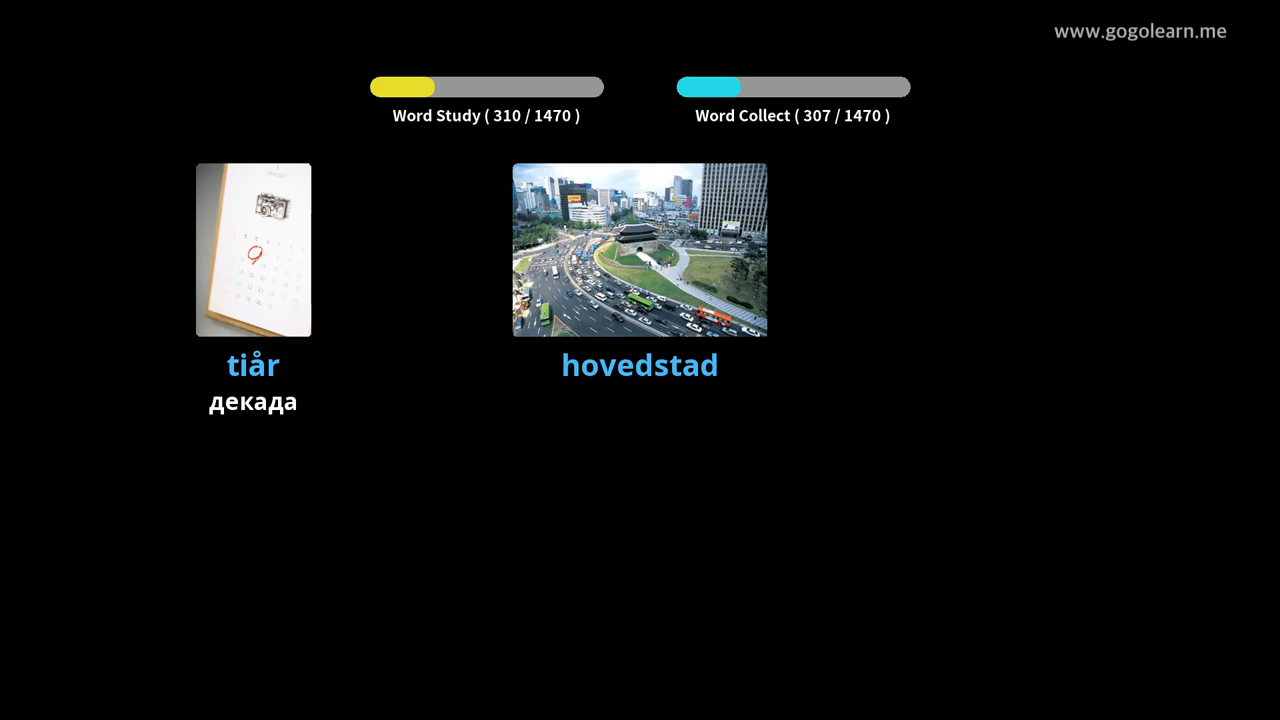 www.gogolearn.me
Word Study ( 310 / 1470 )
Word Collect ( 307 / 1470 )
tiår
hovedstad
декада